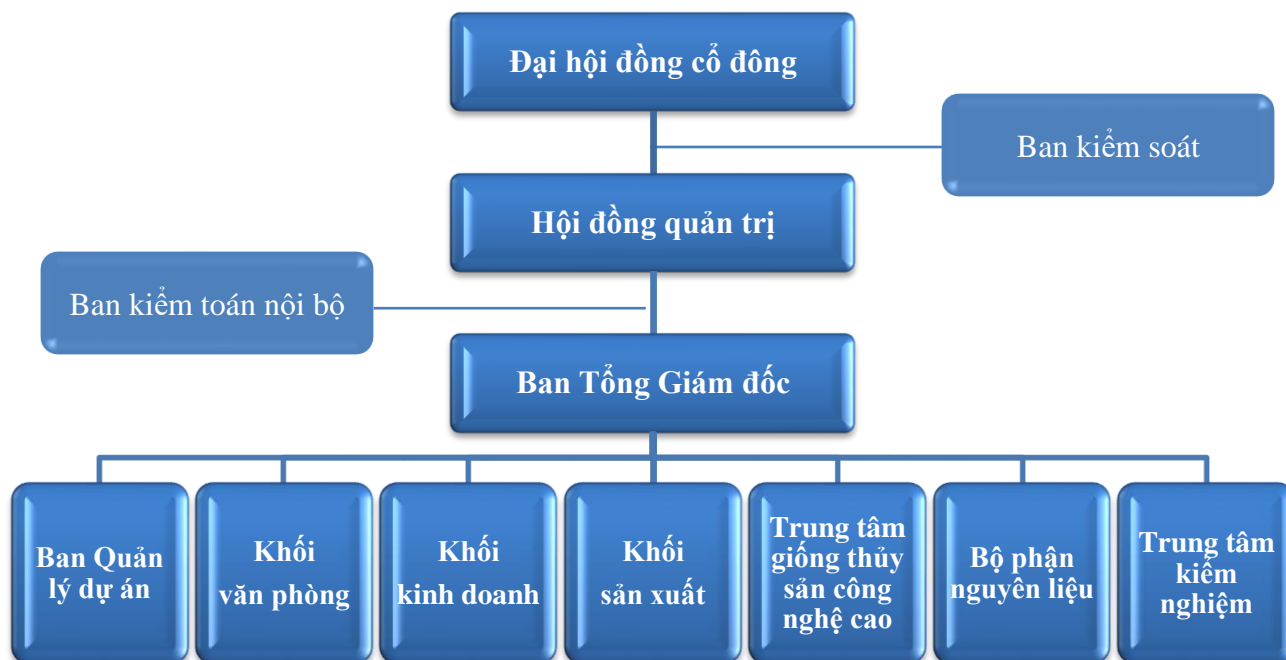 Đại hội đồng cổ đông
Ban kiểm soát
Hội đồng quản trị
Ban kiểm toán nội bộ
Ban Tổng Giám đốc
Ban Quản
lý dự án
Khối
văn phòng
Khối
kinh doanh
Khối
sản xuất
Trung tâm
giống thủy
sản công
nghệ cao
Bộ phận
nguyên liệu
Trung tâm
kiểm
nghiệm